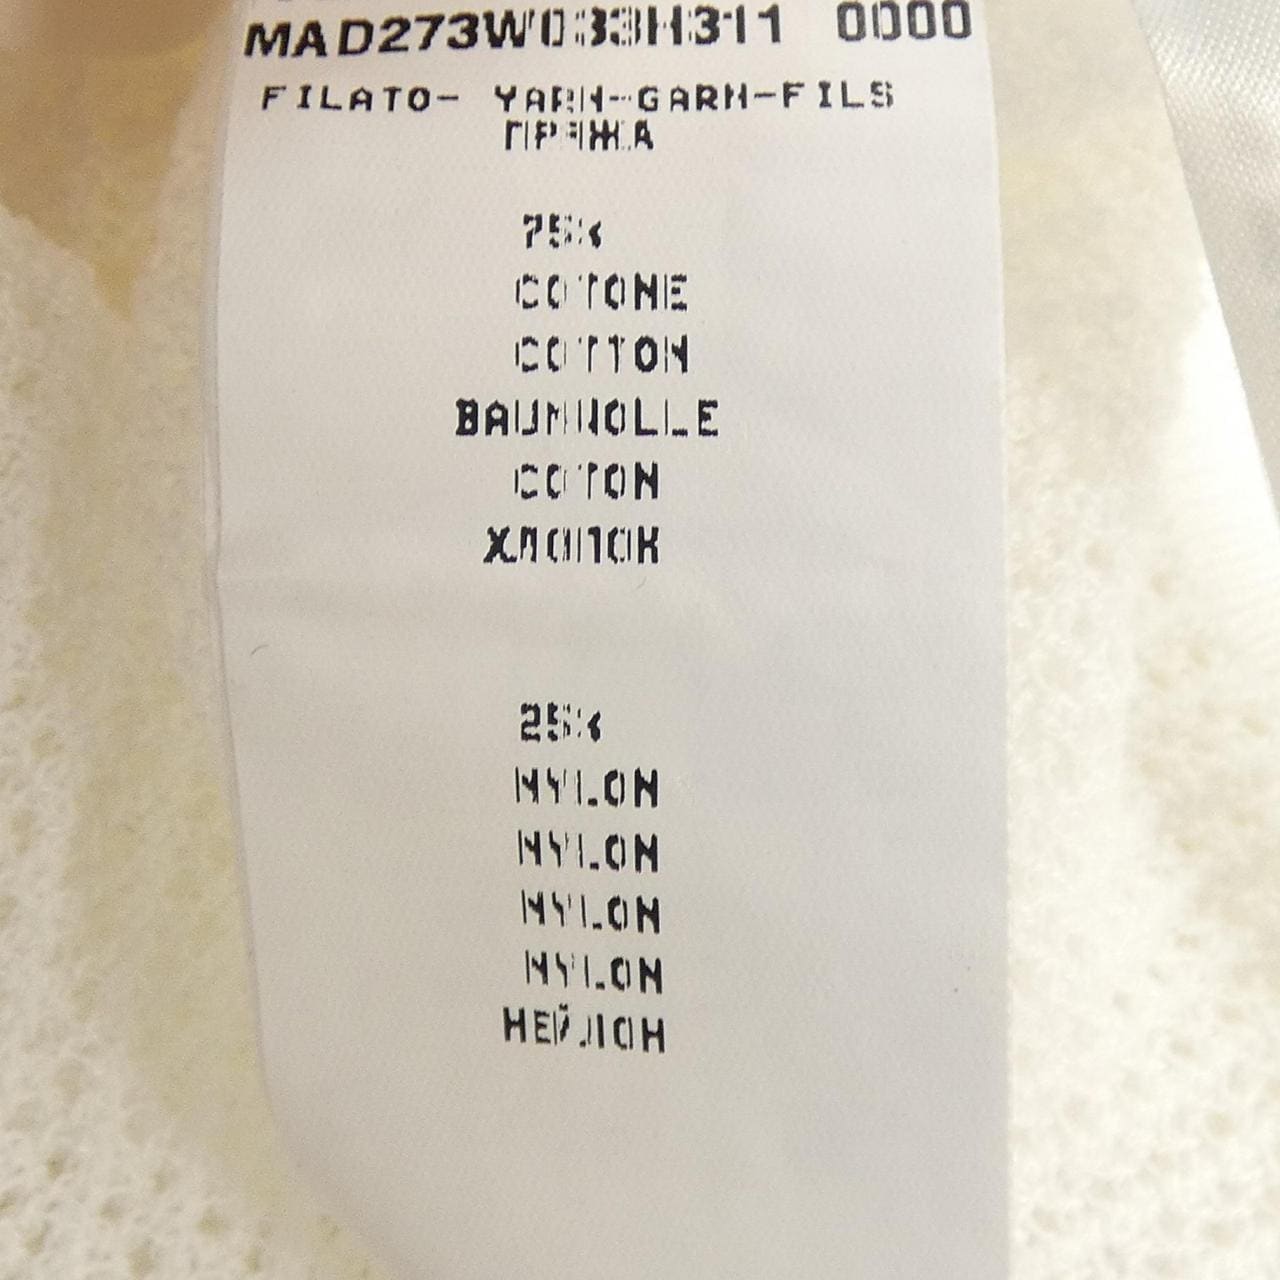 MAD273W033H311 0000
FILATO- YARN-GARN-FILS
ПРЯЖА
75%
COTONE
COTTON
BAUMWOLLE
COTON
ХЛОПОК
25%
NYLON
NYLON
NYLON
NYLON
НЕЙЛОН